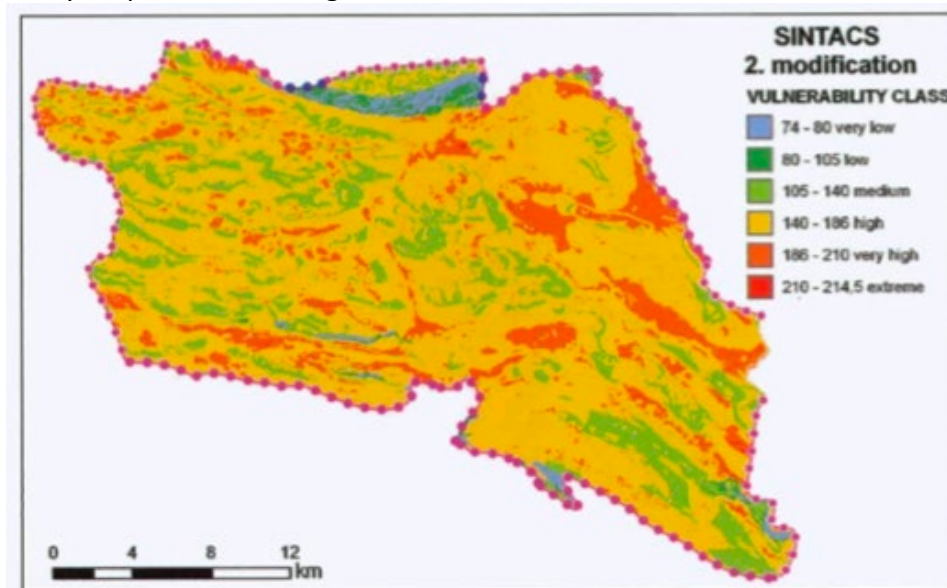 SINTACS
2. modification
VULNERABILITY CLASS
74 - 80 very low
80 - 105 low
105 - 140 medium
140 - 186 high
186 - 210 very high
210 - 214,5 extreme
0 4 8 12
km